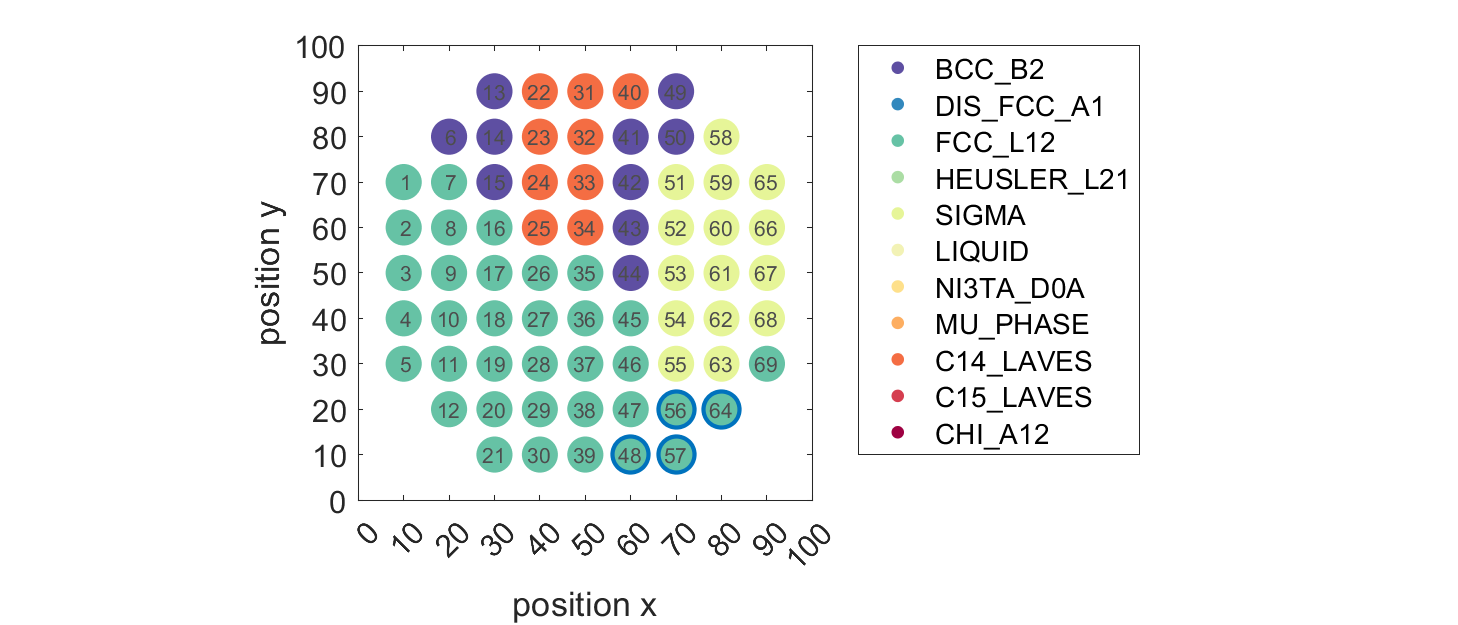 100
90
80
70
60
50
40
30
20
10
0
position y
13 22 31 40 49
6 14 23 32 41 50 58
1 7 15 24 33 42 51 59 65
2 8 16 25 34 43 52 60 66
3 9 17 26 35 44 53 61 67
4 10 18 27 36 45 54 62 68
5 11 19 28 37 46 55 63 69
12 20 29 38 47 56 64
21 30 39 48 57
0 10 20 30 40 50 60 70 80 90 100
position x
BCC_B2
DIS_FCC_A1
FCC_L12
HEUSLER_L21
SIGMA
LIQUID
NI3TA_D0A
MU_PHASE
C14_LAVES
C15_LAVES
CHI_A12